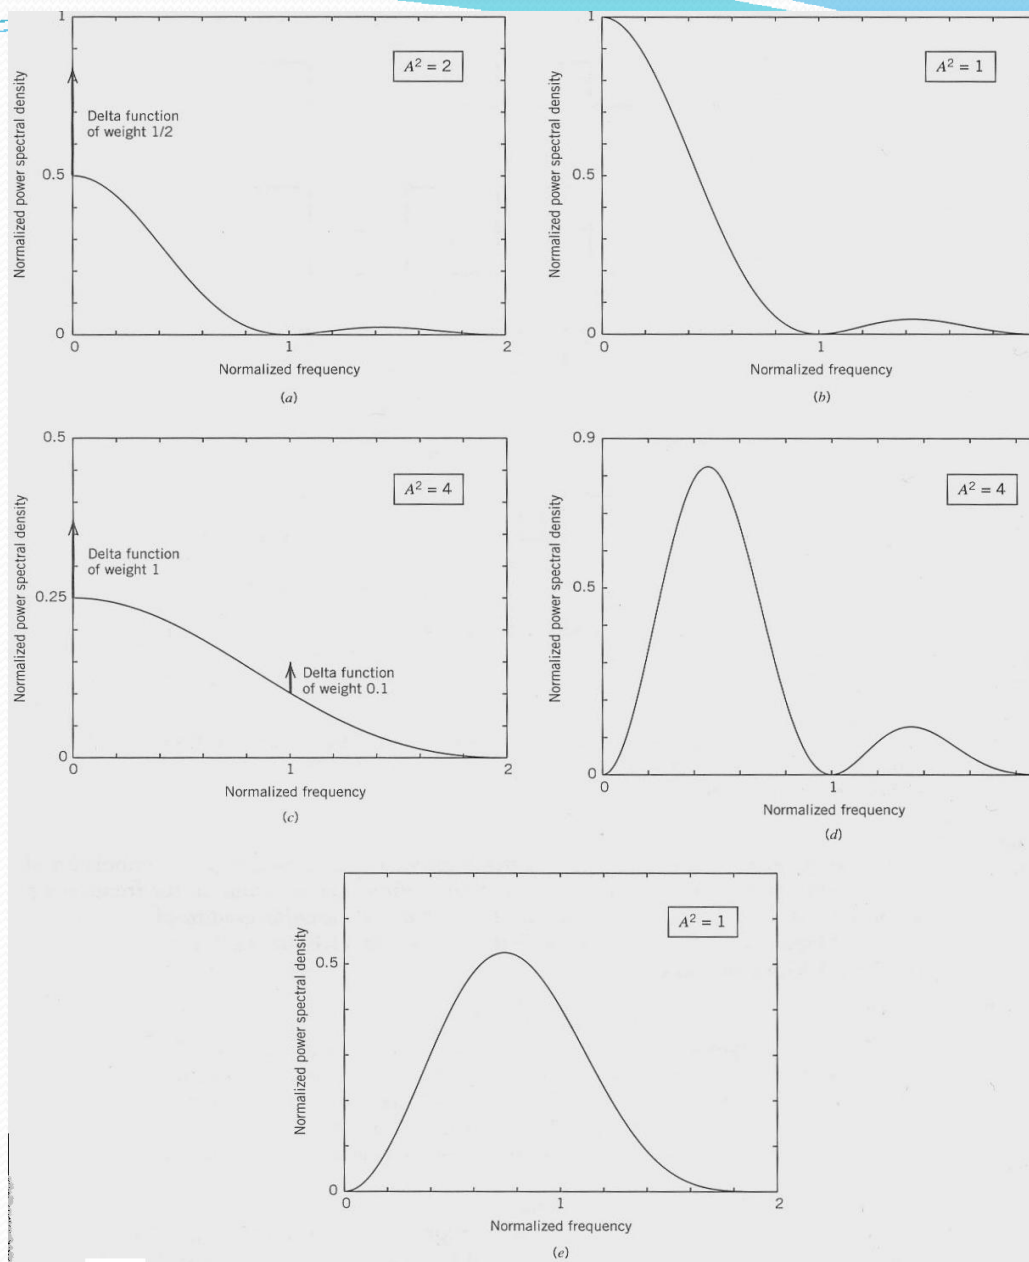 1
A² = 2
Delta function
of weight 1/2
0.5
0
0
1
2
Normalized power spectral density
Normalized frequency
(a)
1
A² = 1
0.5
0
0
1
2
Normalized power spectral density
Normalized frequency
(b)
0.5
A² = 4
Delta function
of weight 1
0.25
Delta function
of weight 0.1
0
0
1
2
Normalized power spectral density
Normalized frequency
(c)
0.9
A² = 4
0.5
0
0
1
Normalized power spectral density
Normalized frequency
(d)
A² = 1
0.5
0
0
1
2
Normalized power spectral density
Normalized frequency
(e)